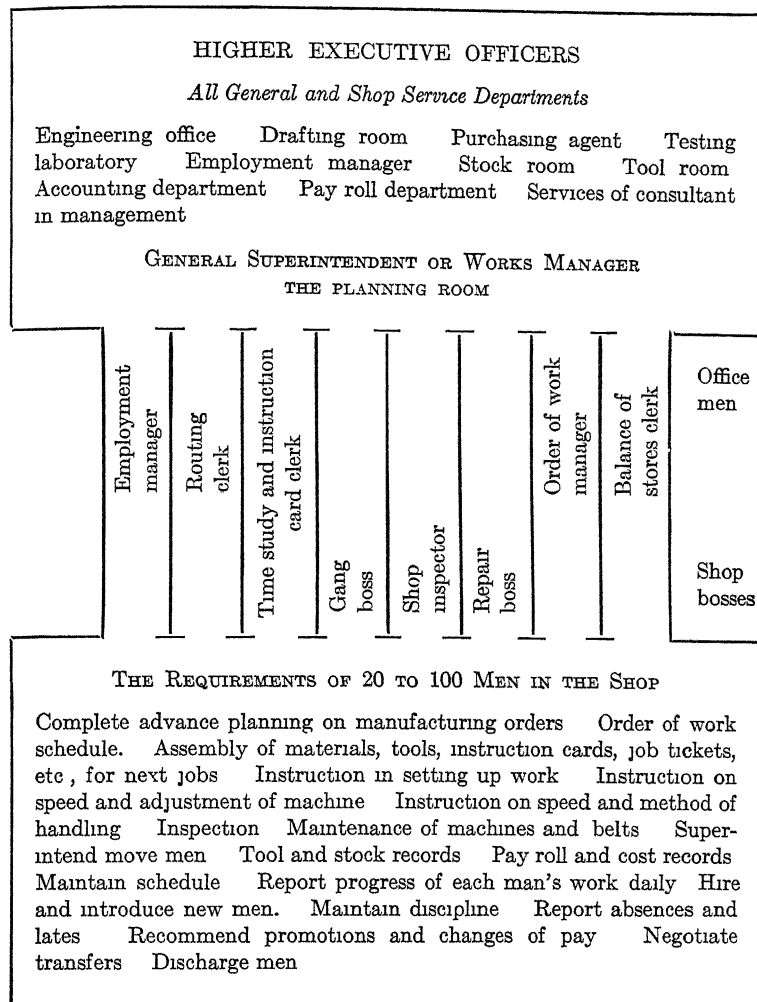 HIGHER EXECUTIVE OFFICERS
All General and Shop Service Departments
Engineering office Drafting room Purchasing agent Testing
laboratory Employment manager Stock room Tool room
Accounting department Pay roll department Services of consultant
in management
GENERAL SUPERINTENDENT OR WORKS MANAGER
THE PLANNING ROOM
Employment
manager
Routing
clerk
Time study and instruction
card clerk
Gang
boss
Shop
inspector
Repair
boss
Order of work
manager
Balance of
stores clerk
Office
men
Shop
bosses
THE REQUIREMENTS OF 20 TO 100 MEN IN THE SHOP
Complete advance planning on manufacturing orders Order of work
schedule. Assembly of materials, tools, instruction cards, job tickets,
etc , for next jobs Instruction in setting up work Instruction on
speed and adjustment of machine Instruction on speed and method of
handling Inspection Maintenance of machines and belts Super-
intend move men Tool and stock records Pay roll and cost records
Maintain schedule Report progress of each man's work daily Hire
and introduce new men. Maintain discipline Report absences and
lates Recommend promotions and changes of pay Negotiate
transfers Discharge men